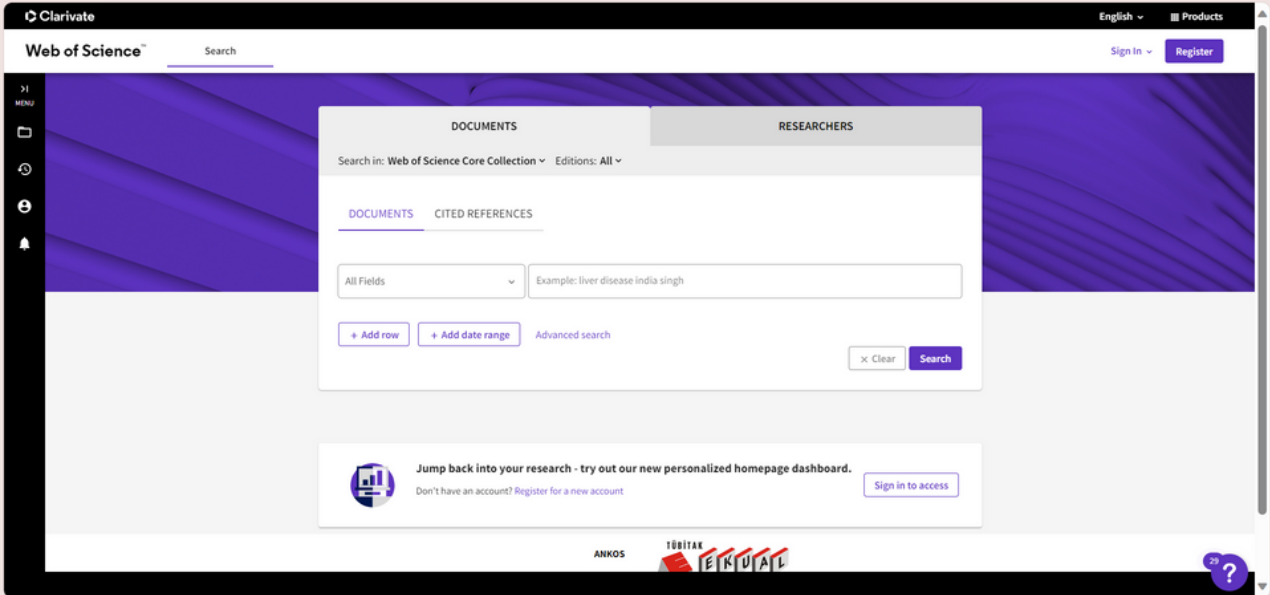 Clarivate
English
Products
Web of Science™
Search
Sign In
Register
MENU
DOCUMENTS
RESEARCHERS
Search in: Web of Science Core Collection Editions: All
DOCUMENTS CITED REFERENCES
All Fields
Example: liver disease india singh
+ Add row
+ Add date range
Advanced search
× Clear
Search
Jump back into your research - try out our new personalized homepage dashboard.
Don't have an account? Register for a new account
Sign in to access
ANKOS
TÜBİTAK
EKUAL
29
?